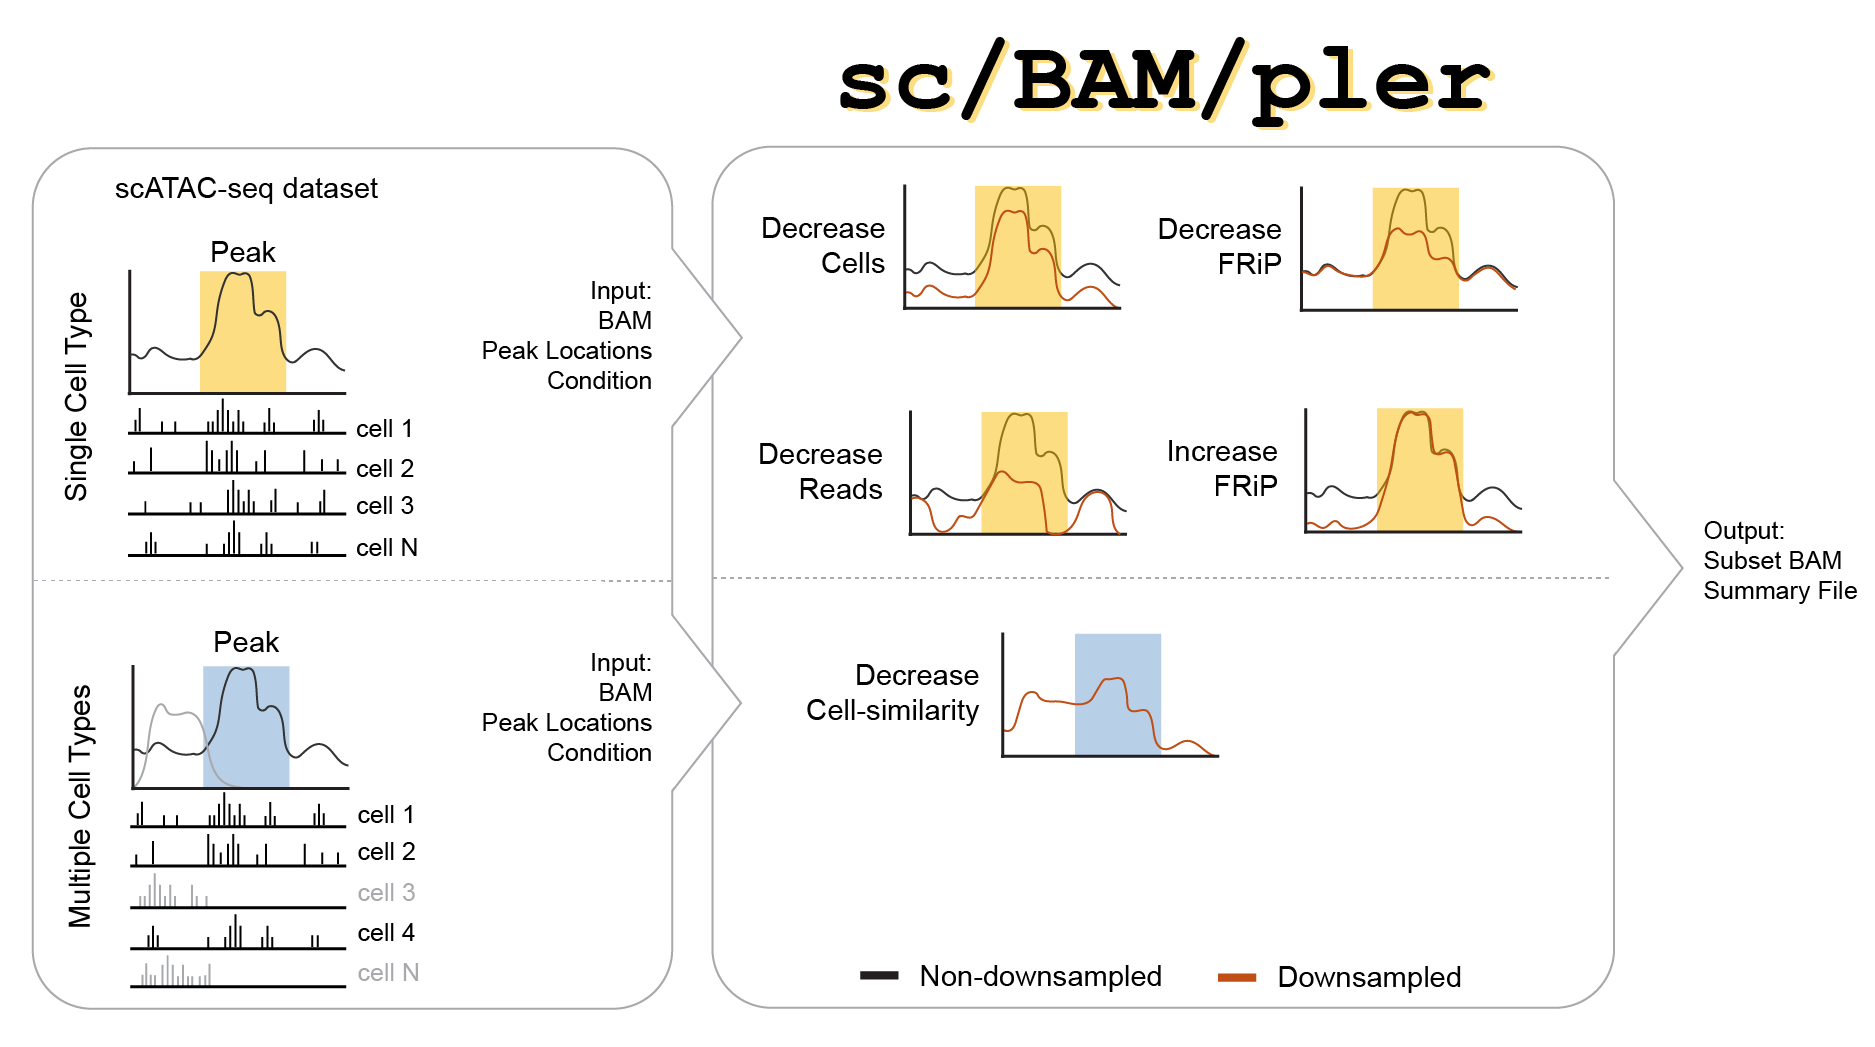 sc/BAM/pler
scATAC-seq dataset
Single Cell Type
Peak
cell 1
cell 2
cell 3
cell N
Input:
BAM
Peak Locations
Condition
Multiple Cell Types
Peak
cell 1
cell 2
cell 3
cell 4
cell N
Input:
BAM
Peak Locations
Condition
Decrease
Cells
Decrease
FRiP
Decrease
Reads
Increase
FRiP
Decrease
Cell-similarity
Non-downsampled
Downsampled
Output:
Subset BAM
Summary File